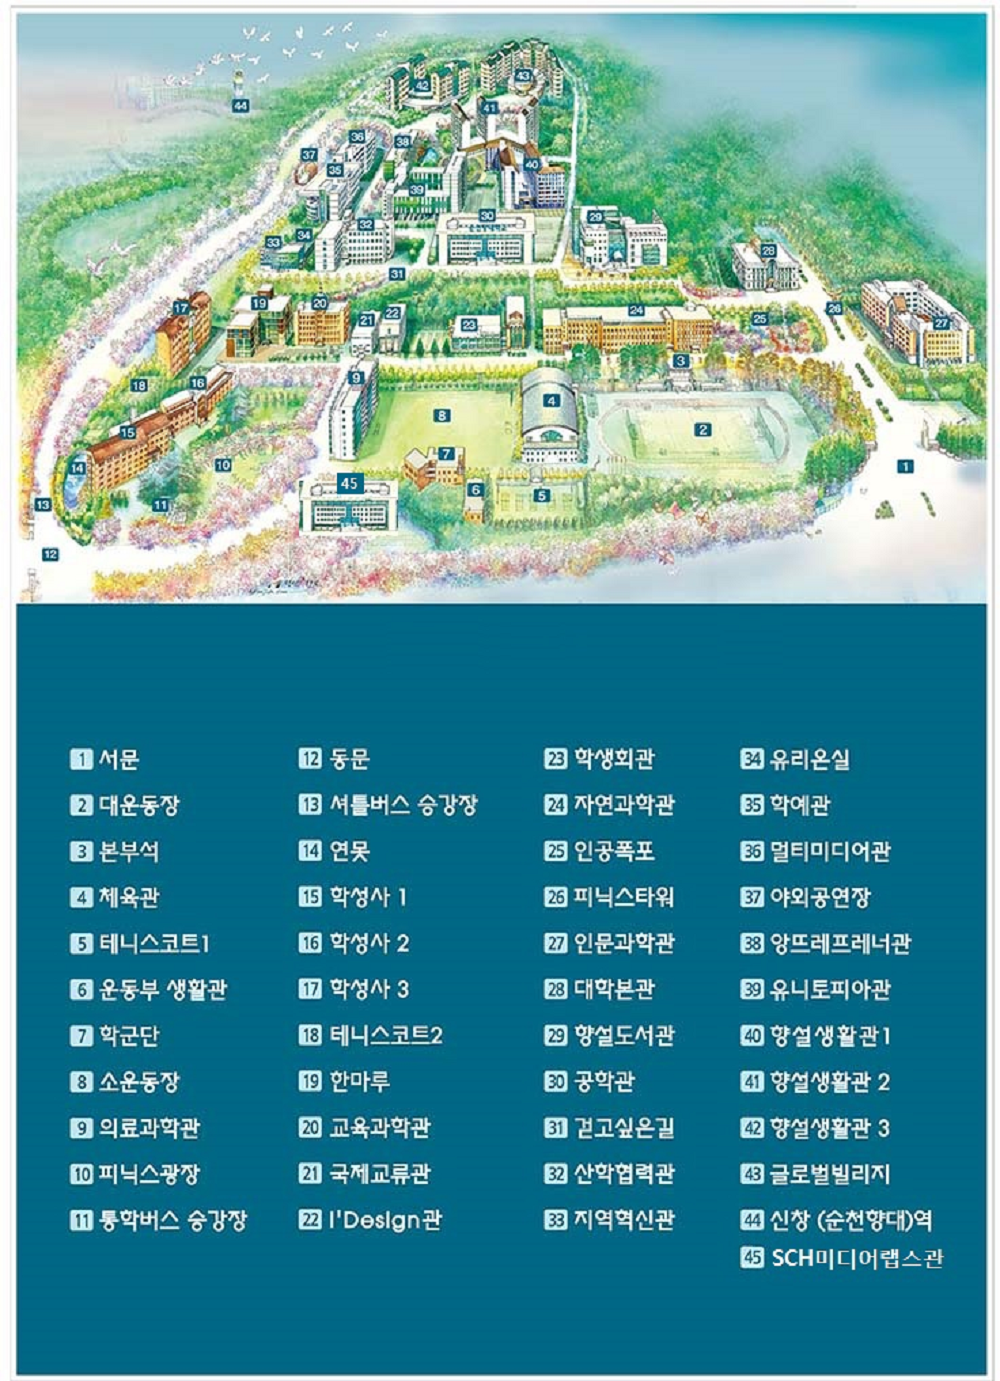 44
43
42
41
36
38
37
35
40
39
30
순천향대학교
29
32
34
33
28
31
17
19
20
22
21
23
24
25
26
27
18
16
9
3
4
8
2
15
14
10
7
1
45
6
5
13
11
12
1 서문
2 대운동장
3 본부석
4 체육관
5 테니스코트1
6 운동부 생활관
7 학군단
8 소운동장
9 의료과학관
10 피닉스광장
11 통학버스 승강장
12 동문
13 셔틀버스 승강장
14 연못
15 학성사 1
16 학성사 2
17 학성사 3
18 테니스코트2
19 한마루
20 교육과학관
21 국제교류관
22 I'Design관
23 학생회관
24 자연과학관
25 인공폭포
26 피닉스타워
27 인문과학관
28 대학본관
29 향설도서관
30 공학관
31 걷고싶은길
32 산학협력관
33 지역혁신관
34 유리온실
35 학예관
36 멀티미디어관
37 야외공연장
38 앙뜨레프레너관
39 유니토피아관
40 향설생활관1
41 향설생활관 2
42 향설생활관 3
43 글로벌빌리지
44 신창 (순천향대)역
45 SCH미디어랩스관